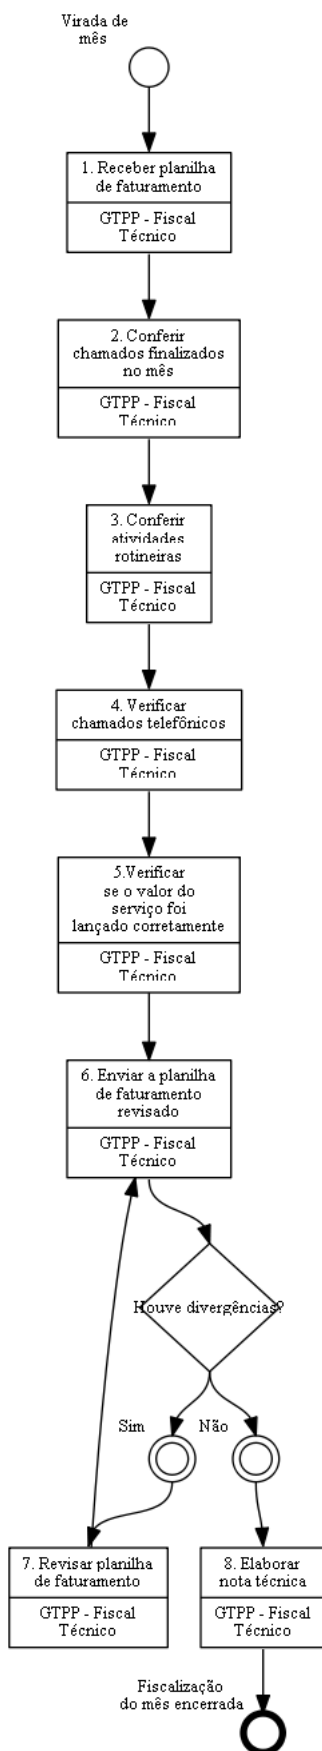 Virada de
mês
1. Receber planilha
de faturamento
GTPP - Fiscal
Técnico
2. Conferir
chamados finalizados
no mês
GTPP - Fiscal
Técnico
3. Conferir
atividades
rotineiras
GTPP - Fiscal
Técnico
4. Verificar
chamados telefônicos
GTPP - Fiscal
Técnico
5.Verificar
se o valor do
serviço foi
lançado corretamente
GTPP - Fiscal
Técnico
6. Enviar a planilha
de faturamento
revisado
GTPP - Fiscal
Técnico
Houve divergências?
Sim
Não
7. Revisar planilha
de faturamento
GTPP - Fiscal
Técnico
8. Elaborar
nota técnica
GTPP - Fiscal
Técnico
Fiscalização
do mês encerrada